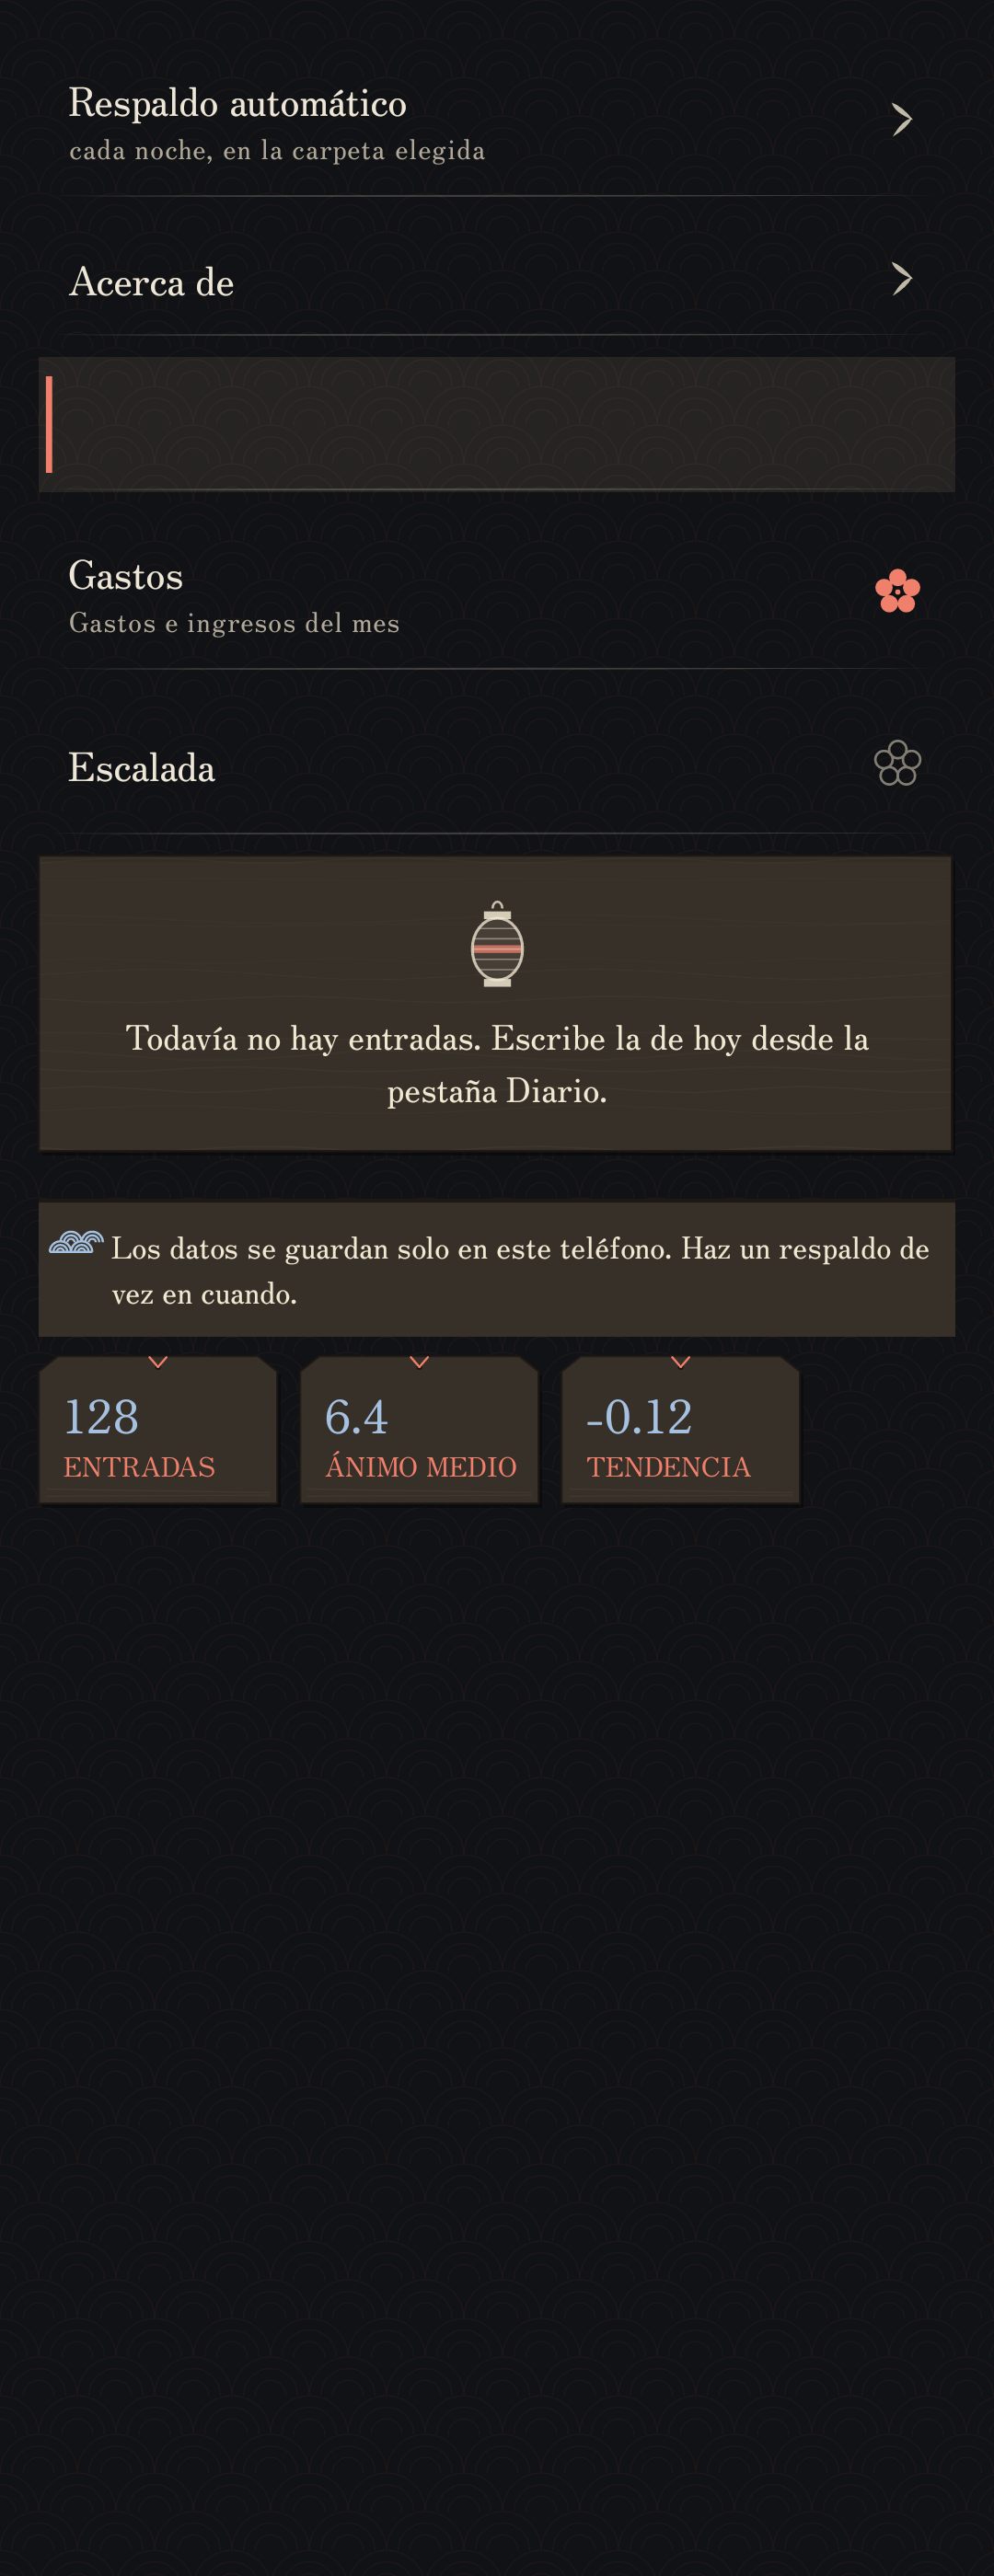 Respaldo automático
cada noche, en la carpeta elegida
Acerca de
Gastos
Gastos e ingresos del mes
Escalada
Todavía no hay entradas. Escribe la de hoy desde la
pestaña Diario.
Los datos se guardan solo en este teléfono. Haz un respaldo de
vez en cuando.
128
ENTRADAS
6.4
ÁNIMO MEDIO
-0.12
TENDENCIA